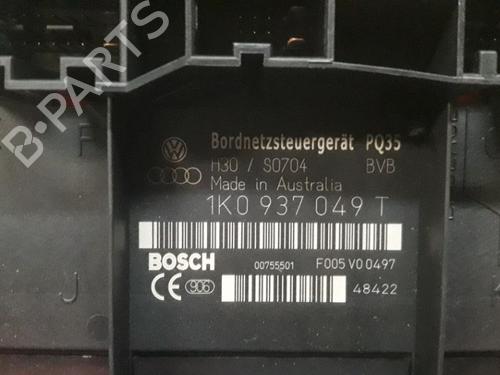 B-PARTS
Bordnetzsteuergerät PQ35
H30 / S0704 BVB
Made in Australia
1K0 937 049 T
BOSCH 00755501 F005 V0 0497
CE 906 48422
F
J